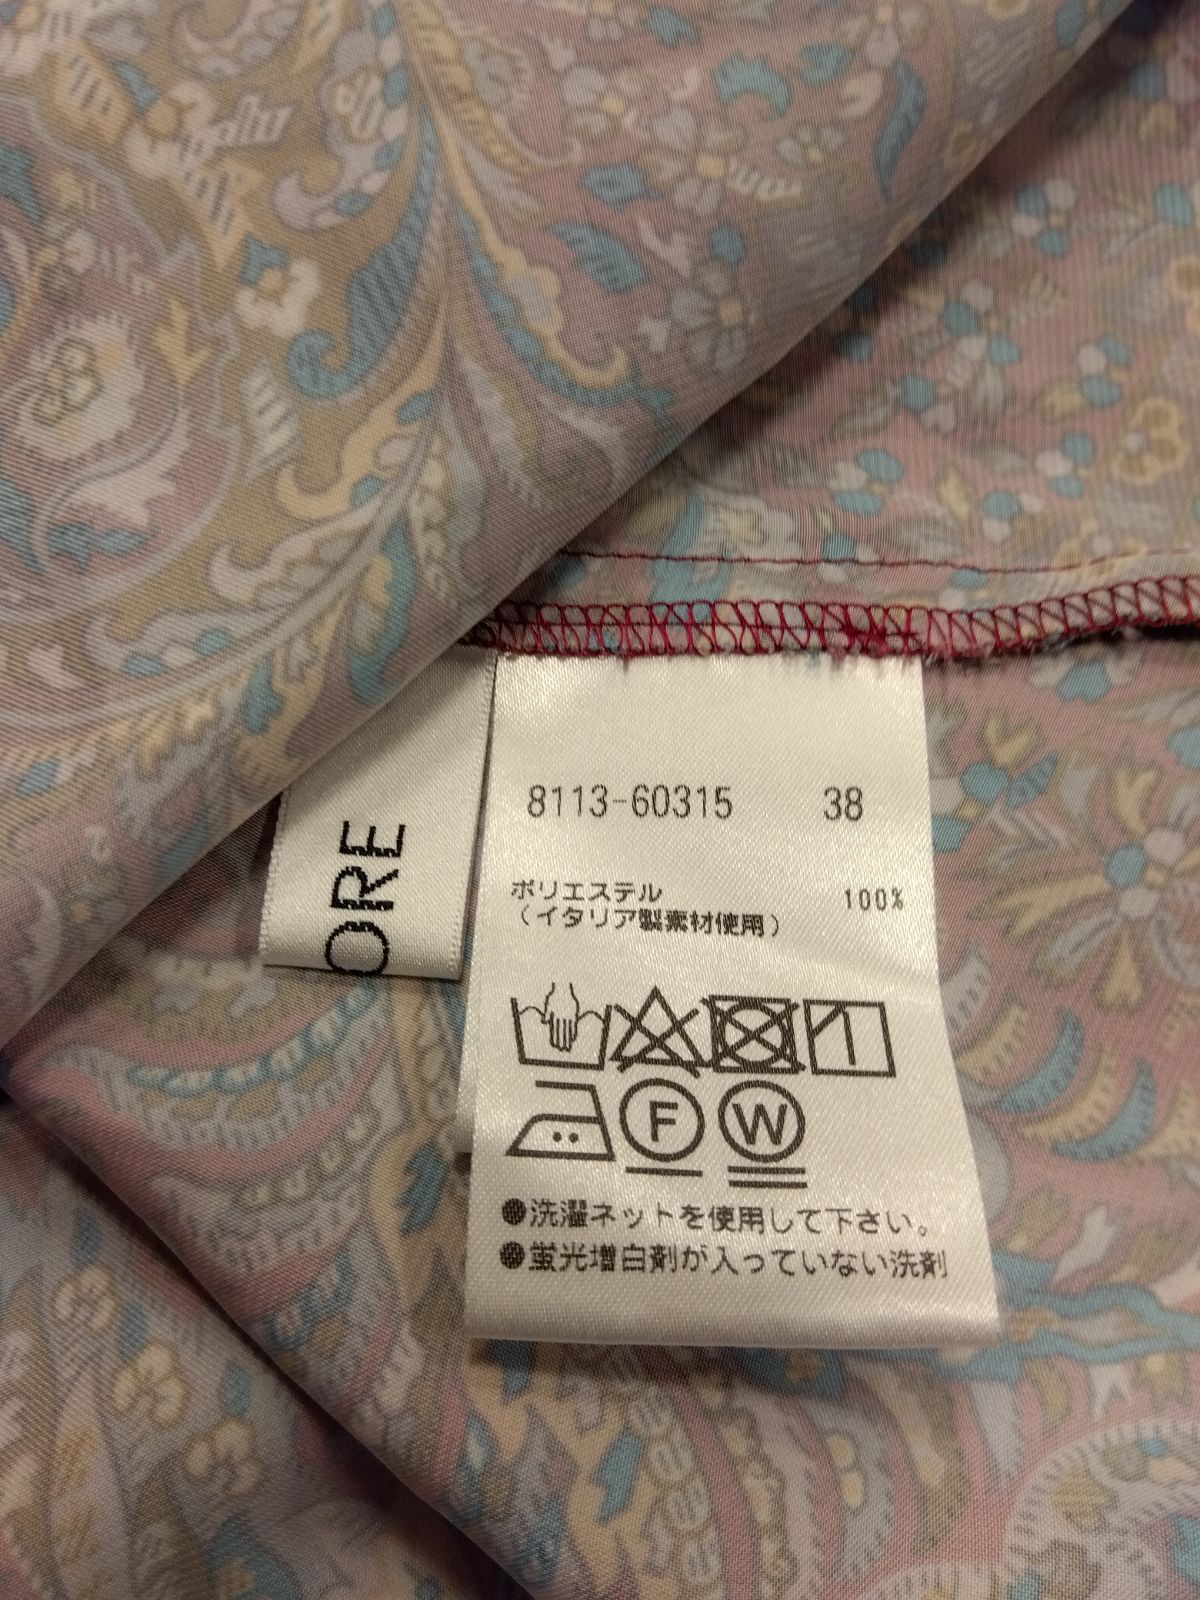 ORE
8113-60315 38
ポリエステル 100%
（イタリア製素材使用）
F W
●洗濯ネットを使用して下さい。
●蛍光増白剤が入っていない洗剤